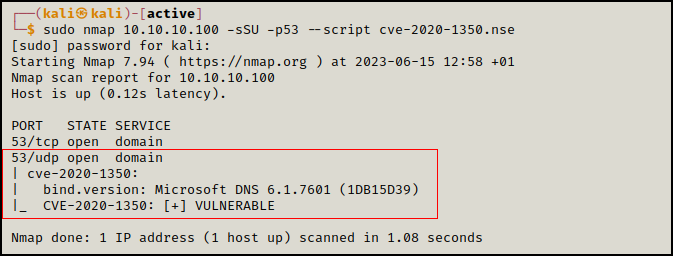 ┌──(kali㉿kali)-[active]
└─$ sudo nmap 10.10.10.100 -sSU -p53 --script cve-2020-1350.nse
[sudo] password for kali:
Starting Nmap 7.94 ( https://nmap.org ) at 2023-06-15 12:58 +01
Nmap scan report for 10.10.10.100
Host is up (0.12s latency).
PORT   STATE SERVICE
53/tcp open  domain
53/udp open  domain
| cve-2020-1350:
|   bind.version: Microsoft DNS 6.1.7601 (1DB15D39)
|_  CVE-2020-1350: [+] VULNERABLE
Nmap done: 1 IP address (1 host up) scanned in 1.08 seconds